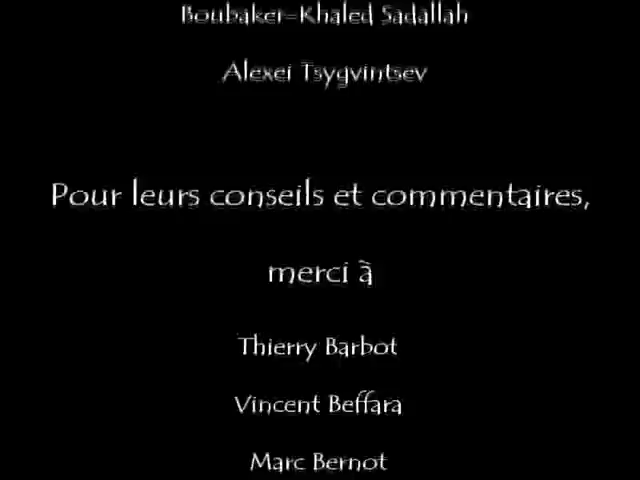 Boubaker-Khaled Sadallah
Alexei Tsygvintsev
Pour leurs conseils et commentaires,
merci à
Thierry Barbot
Vincent Beffara
Marc Bernot